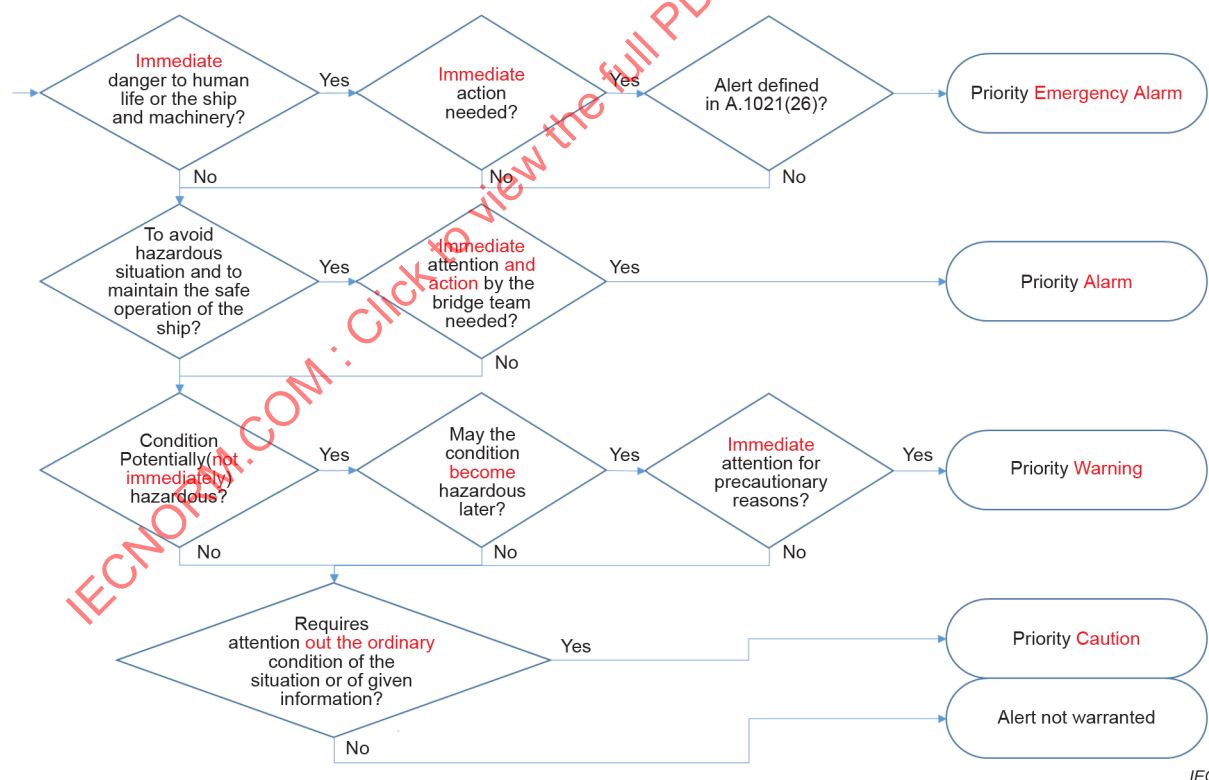 Immediate
danger to human
life or the ship
and machinery?
Yes
No
Immediate
action
needed?
Yes
No
Alert defined
in A.1021(26)?
No
Priority Emergency Alarm
To avoid
hazardous
situation and to
maintain the safe
operation of the
ship?
Yes
Immediate
attention and
action by the
bridge team
needed?
Yes
No
Priority Alarm
Condition
Potentially(not
immediately)
hazardous?
Yes
No
May the
condition
become
hazardous
later?
Yes
No
Immediate
attention for
precautionary
reasons?
Yes
No
Priority Warning
Requires
attention out the ordinary
condition of the
situation or of given
information?
Yes
No
Priority Caution
Alert not warranted
IECNORM.COM : Click to view the full PD
IEC